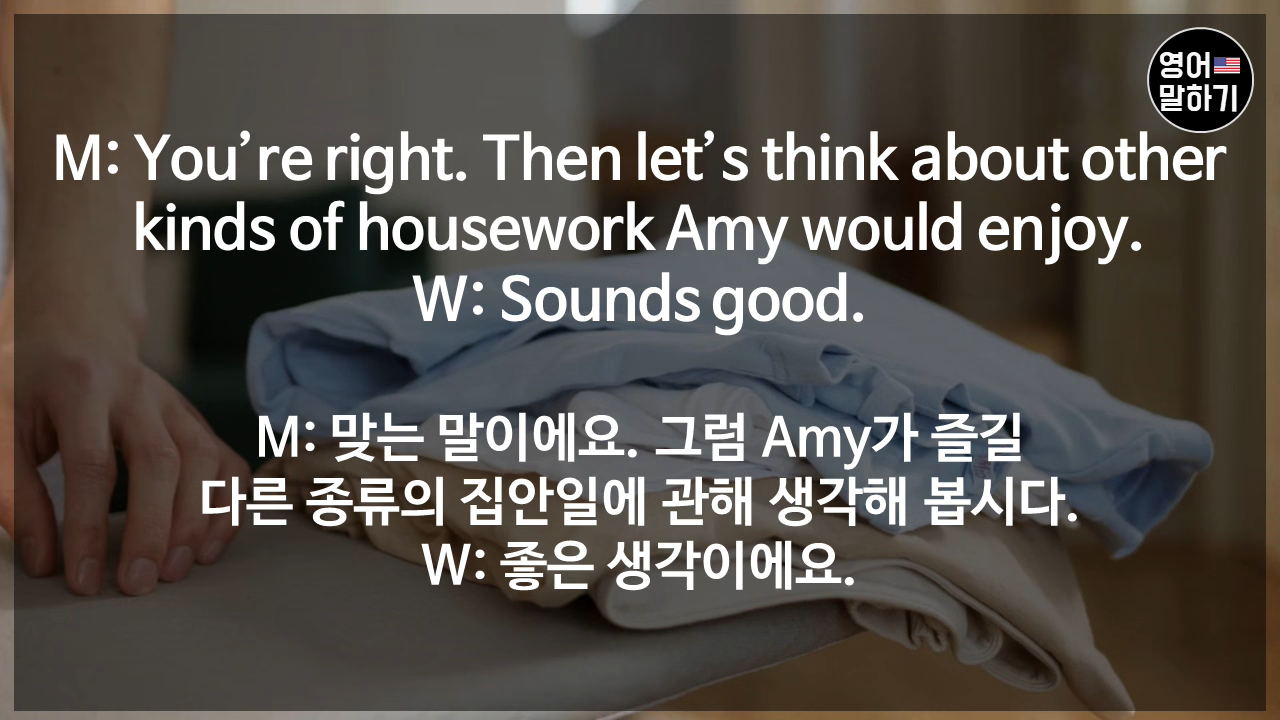 영어
말하기
M: You’re right. Then let’s think about other
kinds of housework Amy would enjoy.
W: Sounds good.
M: 맞는 말이에요. 그럼 Amy가 즐길
다른 종류의 집안일에 관해 생각해 봅시다.
W: 좋은 생각이에요.